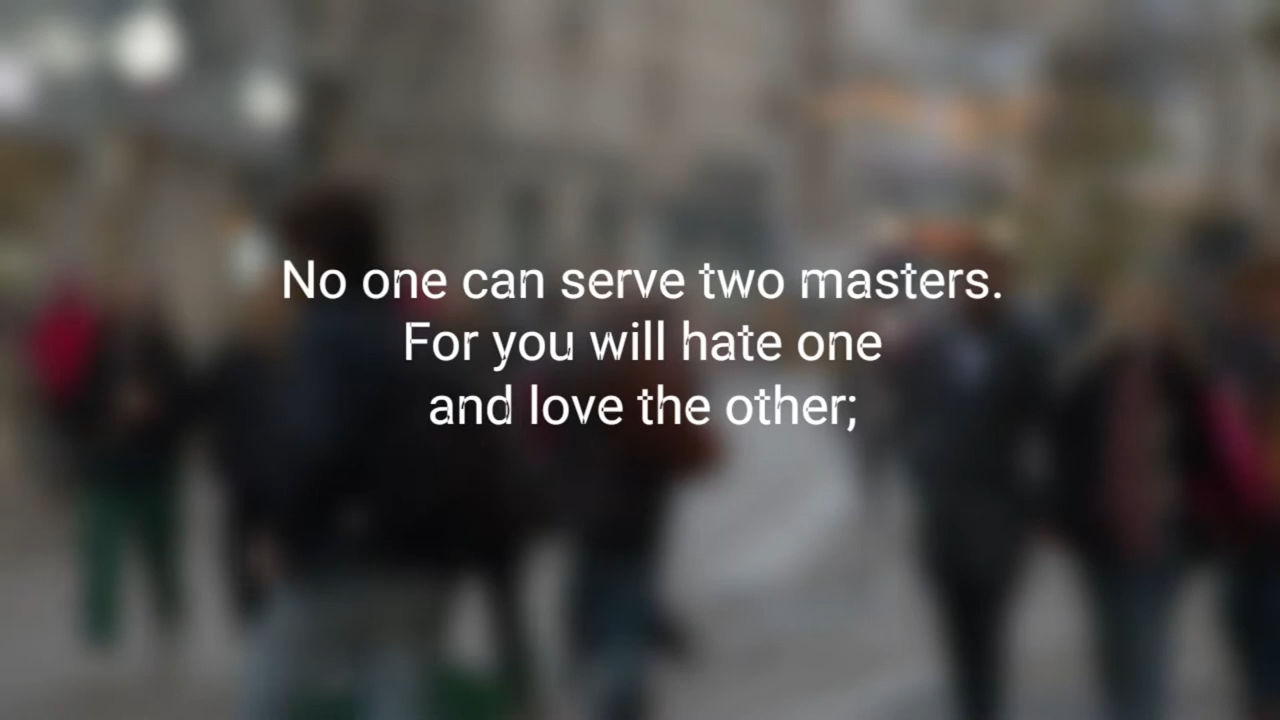 No one can serve two masters.
For you will hate one
and love the other;